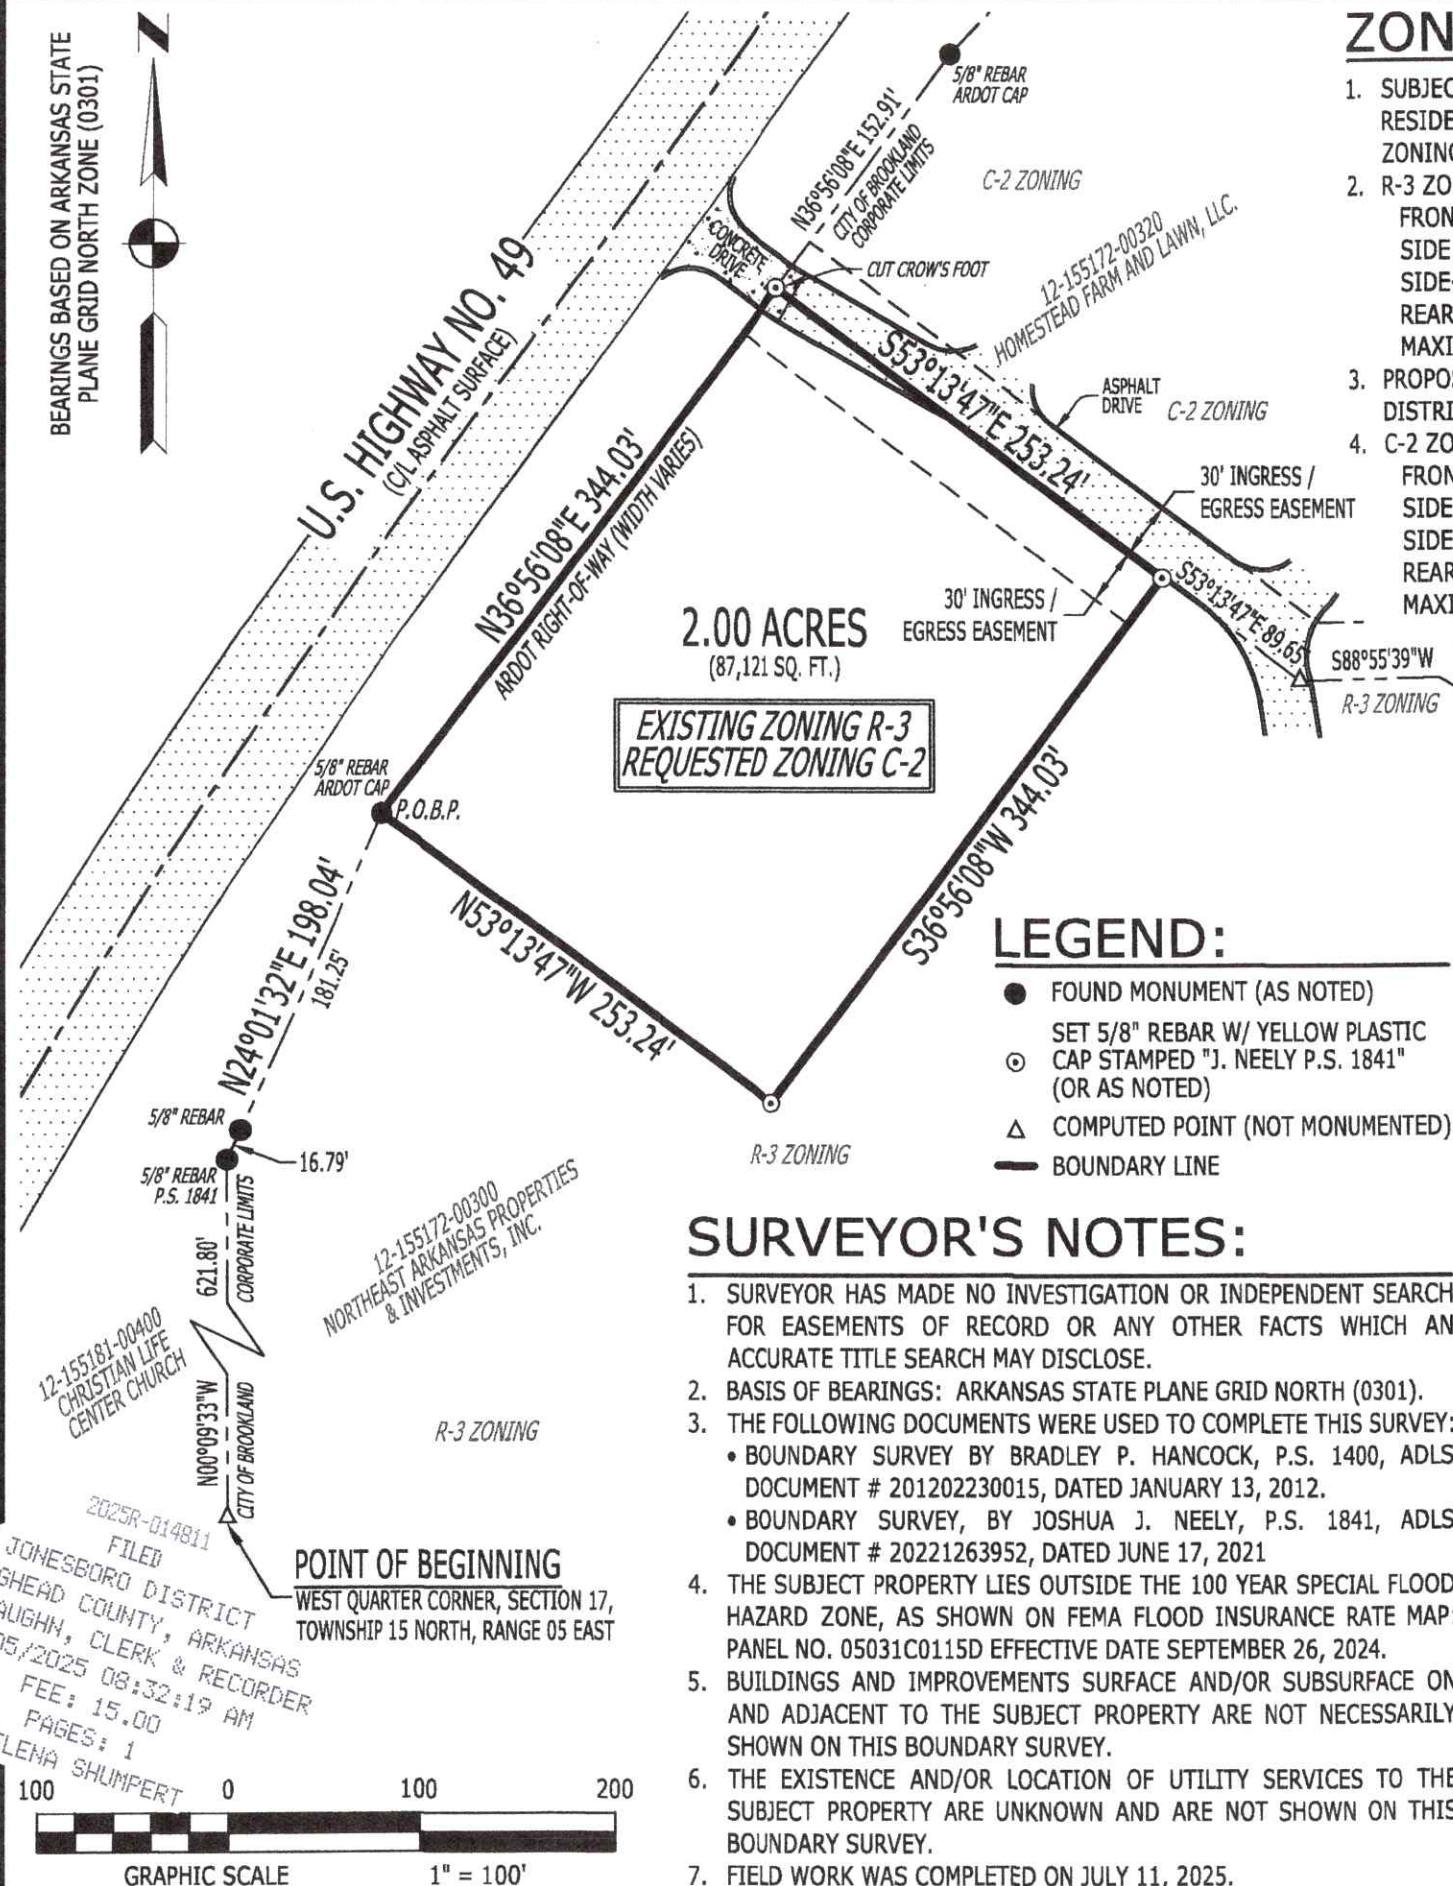 BEARINGS BASED ON ARKANSAS STATE
PLANE GRID NORTH ZONE (0301)
N
U.S. HIGHWAY NO. 49
(C/L ASPHALT SURFACE)
5/8" REBAR
ARDOT CAP
N36°56'08"E 152.91'
CITY OF BROOKLAND
CORPORATE LIMITS
C-2 ZONING
CONCRETE
DRIVE
CUT CROW'S FOOT
12-155172-00320
HOMESTEAD FARM AND LAWN, LLC.
S53°13'47"E 253.24'
ASPHALT
DRIVE
C-2 ZONING
30' INGRESS /
EGRESS EASEMENT
30' INGRESS /
EGRESS EASEMENT
S53°13'47"E 89.65'
S88°55'39"W
R-3 ZONING
N36°56'08"E 344.03'
ARDOT RIGHT-OF-WAY (WIDTH VARIES)
2.00 ACRES
(87,121 SQ. FT.)
EXISTING ZONING R-3
REQUESTED ZONING C-2
5/8" REBAR
ARDOT CAP
P.O.B.P.
S36°56'08"W 344.03'
N53°13'47"W 253.24'
N24°01'32"E 198.04'
181.25'
5/8" REBAR
5/8" REBAR
P.S. 1841
16.79'
R-3 ZONING
621.80'
CORPORATE LIMITS
12-155172-00300
NORTHEAST ARKANSAS PROPERTIES
& INVESTMENTS, INC.
12-155181-00400
CHRISTIAN LIFE
CENTER CHURCH
N00°09'33"W
CITY OF BROOKLAND
R-3 ZONING
POINT OF BEGINNING
WEST QUARTER CORNER, SECTION 17,
TOWNSHIP 15 NORTH, RANGE 05 EAST
2025R-014811
FILED
JONESBORO DISTRICT
GHEAD COUNTY, ARKANSAS
AUGHN, CLERK & RECORDER
05/2025 08:32:19 AM
FEE: 15.00
PAGES: 1
LENA SHUMPERT
100 0 100 200
GRAPHIC SCALE 1" = 100'
ZON
1. SUBJEC
RESIDE
ZONING
2. R-3 ZO
FRON
SIDE
SIDE
REAR
MAXI
3. PROPOS
DISTRI
4. C-2 ZO
FRON
SIDE
SIDE
REAR
MAXI
LEGEND:
FOUND MONUMENT (AS NOTED)
SET 5/8" REBAR W/ YELLOW PLASTIC
CAP STAMPED "J. NEELY P.S. 1841"
(OR AS NOTED)
COMPUTED POINT (NOT MONUMENTED)
BOUNDARY LINE
SURVEYOR'S NOTES:
1. SURVEYOR HAS MADE NO INVESTIGATION OR INDEPENDENT SEARCH
FOR EASEMENTS OF RECORD OR ANY OTHER FACTS WHICH AN
ACCURATE TITLE SEARCH MAY DISCLOSE.
2. BASIS OF BEARINGS: ARKANSAS STATE PLANE GRID NORTH (0301).
3. THE FOLLOWING DOCUMENTS WERE USED TO COMPLETE THIS SURVEY:
• BOUNDARY SURVEY BY BRADLEY P. HANCOCK, P.S. 1400, ADLS
DOCUMENT # 201202230015, DATED JANUARY 13, 2012.
• BOUNDARY SURVEY, BY JOSHUA J. NEELY, P.S. 1841, ADLS
DOCUMENT # 20221263952, DATED JUNE 17, 2021
4. THE SUBJECT PROPERTY LIES OUTSIDE THE 100 YEAR SPECIAL FLOOD
HAZARD ZONE, AS SHOWN ON FEMA FLOOD INSURANCE RATE MAP:
PANEL NO. 05031C0115D EFFECTIVE DATE SEPTEMBER 26, 2024.
5. BUILDINGS AND IMPROVEMENTS SURFACE AND/OR SUBSURFACE ON
AND ADJACENT TO THE SUBJECT PROPERTY ARE NOT NECESSARILY
SHOWN ON THIS BOUNDARY SURVEY.
6. THE EXISTENCE AND/OR LOCATION OF UTILITY SERVICES TO THE
SUBJECT PROPERTY ARE UNKNOWN AND ARE NOT SHOWN ON THIS
BOUNDARY SURVEY.
7. FIELD WORK WAS COMPLETED ON JULY 11, 2025.